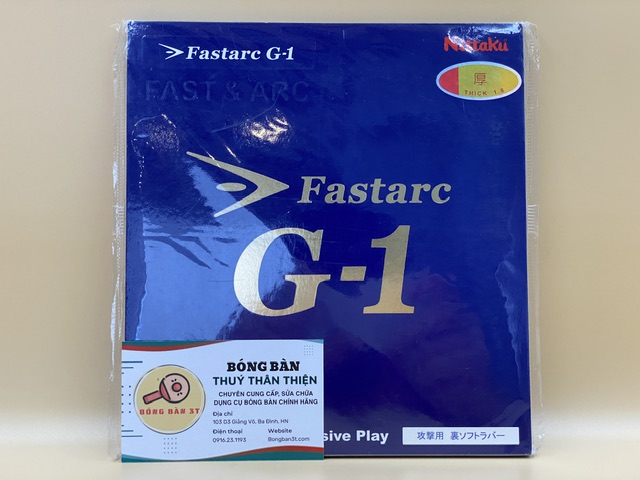 Fastarc G-1
Nittaku
厚
THICK 1.8
FAST & ARC
Fastarc
G-1
BÓNG BÀN
THUÝ THÂN THIỆN
CHUYÊN CUNG CẤP, SỬA CHỮA
DỤNG CỤ BÓNG BÀN CHÍNH HÃNG
Địa chỉ
103 D3 Giảng Võ, Ba Đình, HN
Điện thoại Website
0916.23.1193 Bongban3t.com
BÓNG BÀN 3T
sive Play
攻撃用 裏ソフトラバー